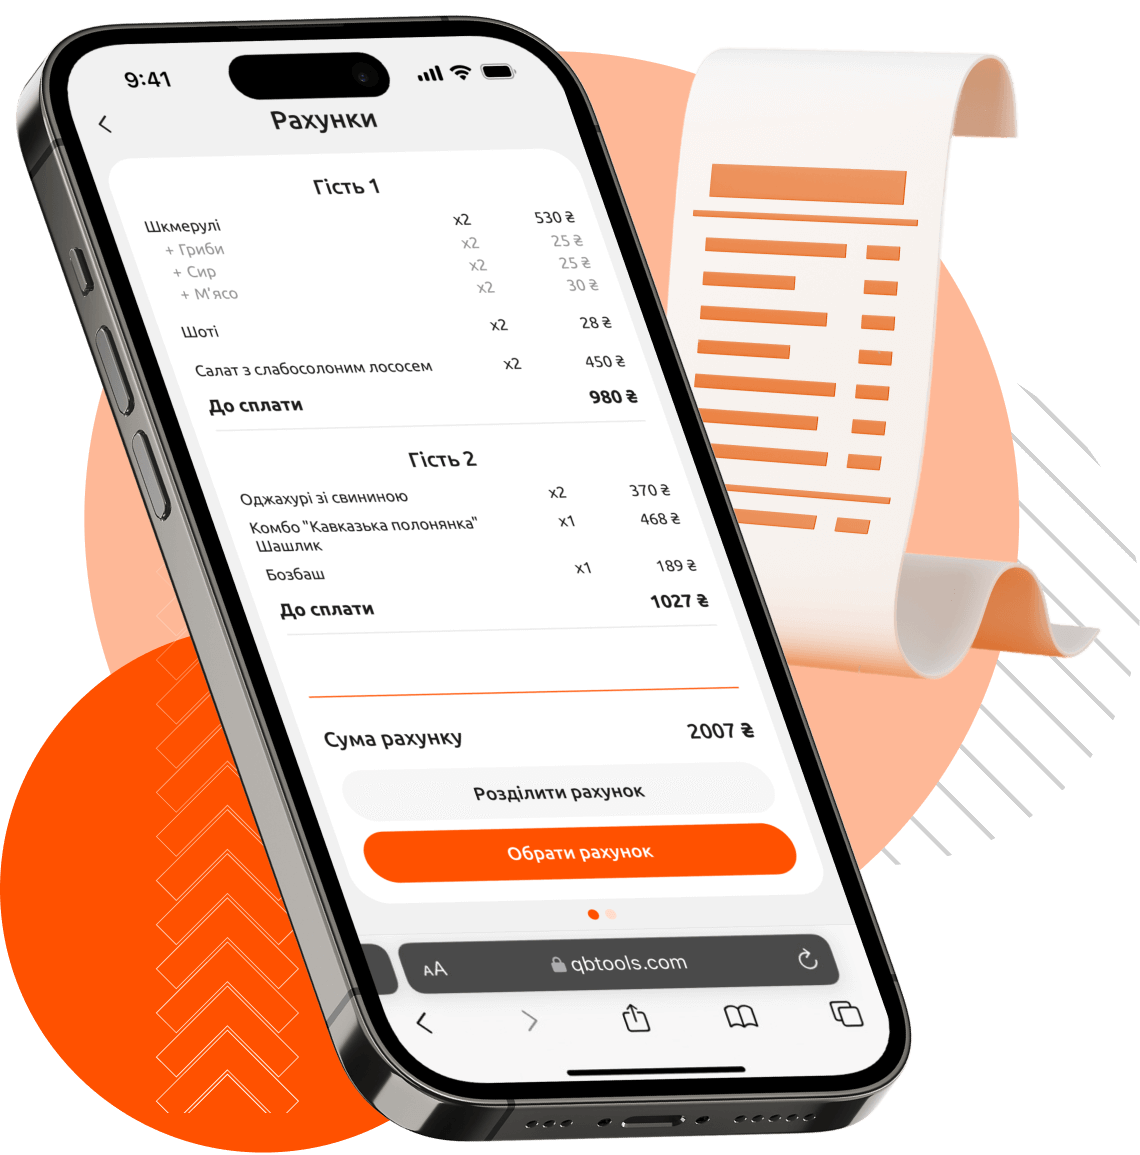 9:41
Рахунки
Гість 1
Шкмерулі x2 530 ₴
+ Гриби x2 25 ₴
+ Сир x2 25 ₴
+ М'ясо x2 30 ₴
Шоті x2 28 ₴
Салат з слабосолоним лососем x2 450 ₴
До сплати 980 ₴
Гість 2
Оджахурі зі свининою x2 370 ₴
Комбо "Кавказька полонянка" x1 468 ₴
Шашлик
Бозбаш x1 189 ₴
До сплати 1027 ₴
Сума рахунку 2007 ₴
Розділити рахунок
Обрати рахунок
AA qbtools.com